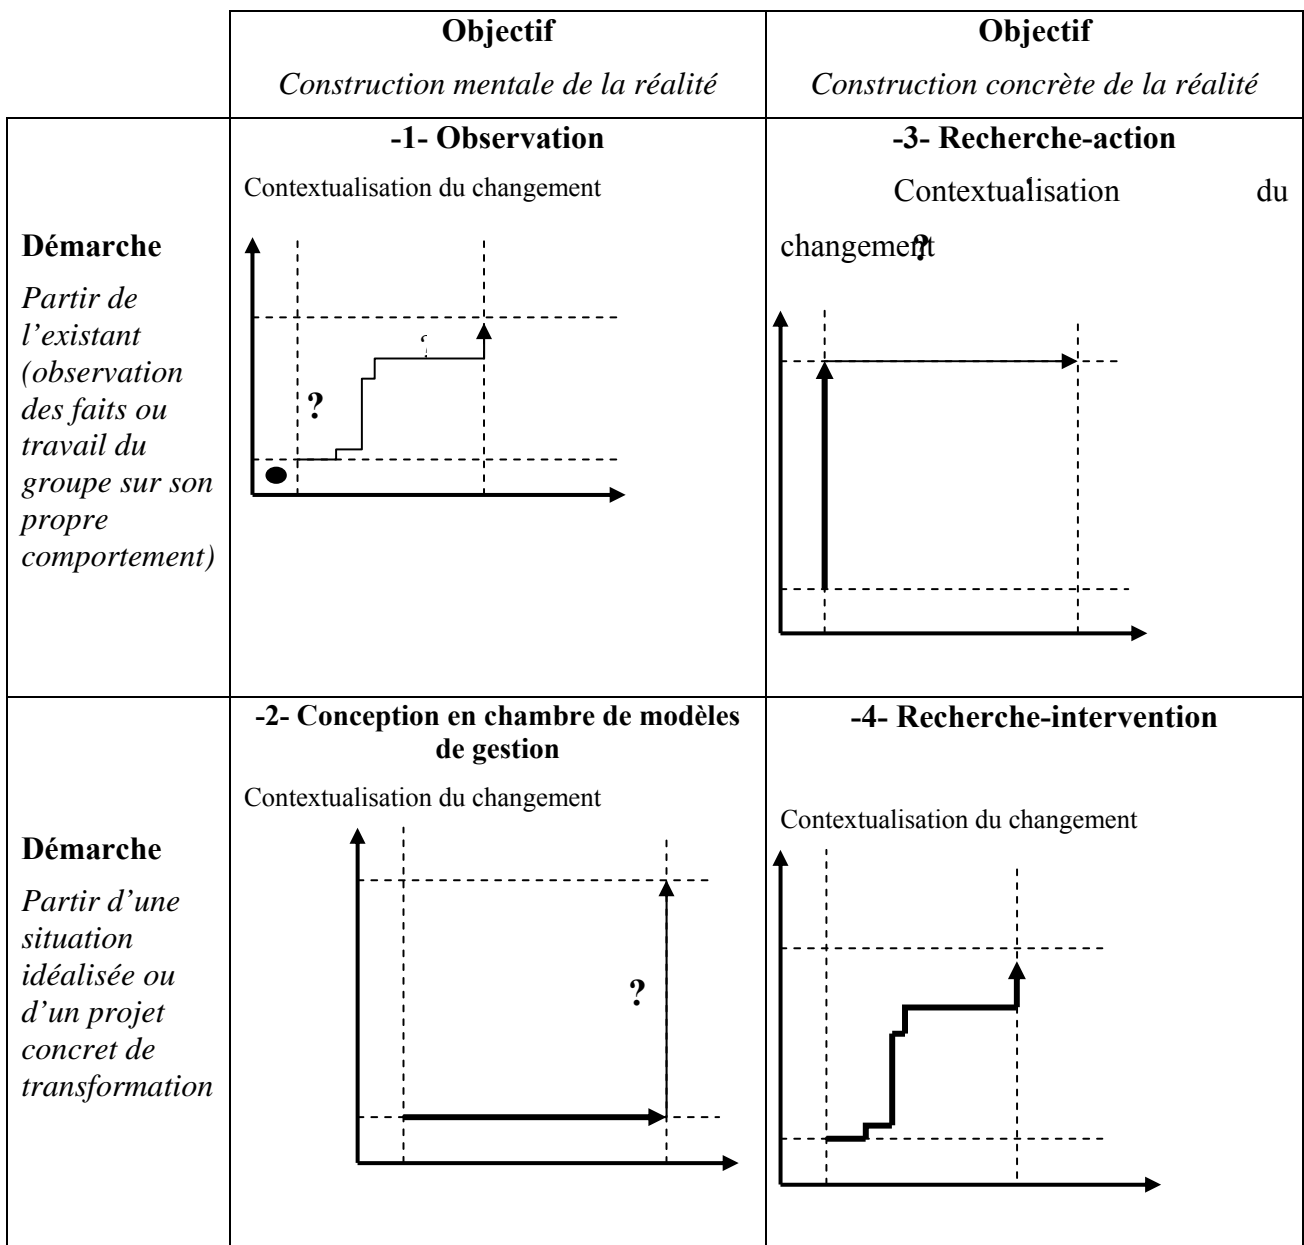 Objectif
Construction mentale de la réalité
Objectif
Construction concrète de la réalité
Démarche
Partir de
l’existant
(observation
des faits ou
travail du
groupe sur son
propre
comportement)
-1- Observation
Contextualisation du changement
?
-3- Recherche-action
Contextualisation du
changement
?
Démarche
Partir d’une
situation
idéalisée ou
d’un projet
concret de
transformation
-2- Conception en chambre de modèles
de gestion
Contextualisation du changement
?
-4- Recherche-intervention
Contextualisation du changement